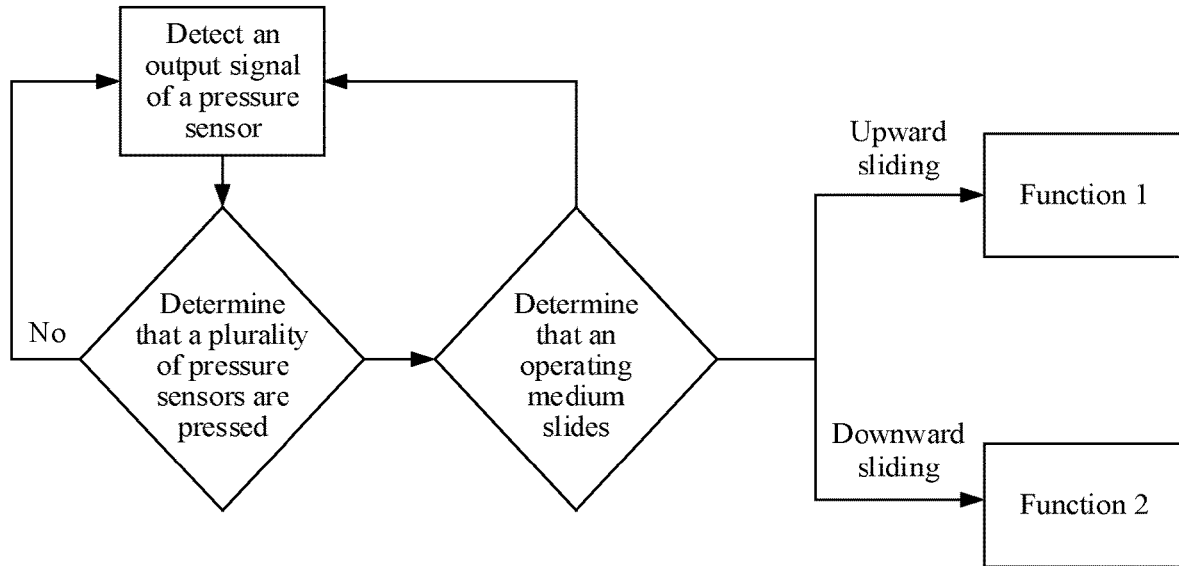 Detect an
output signal
of a pressure
sensor
No
Determine
that a plurality
of pressure
sensors are
pressed
Determine
that an
operating
medium
slides
Upward
sliding
Function 1
Downward
sliding
Function 2